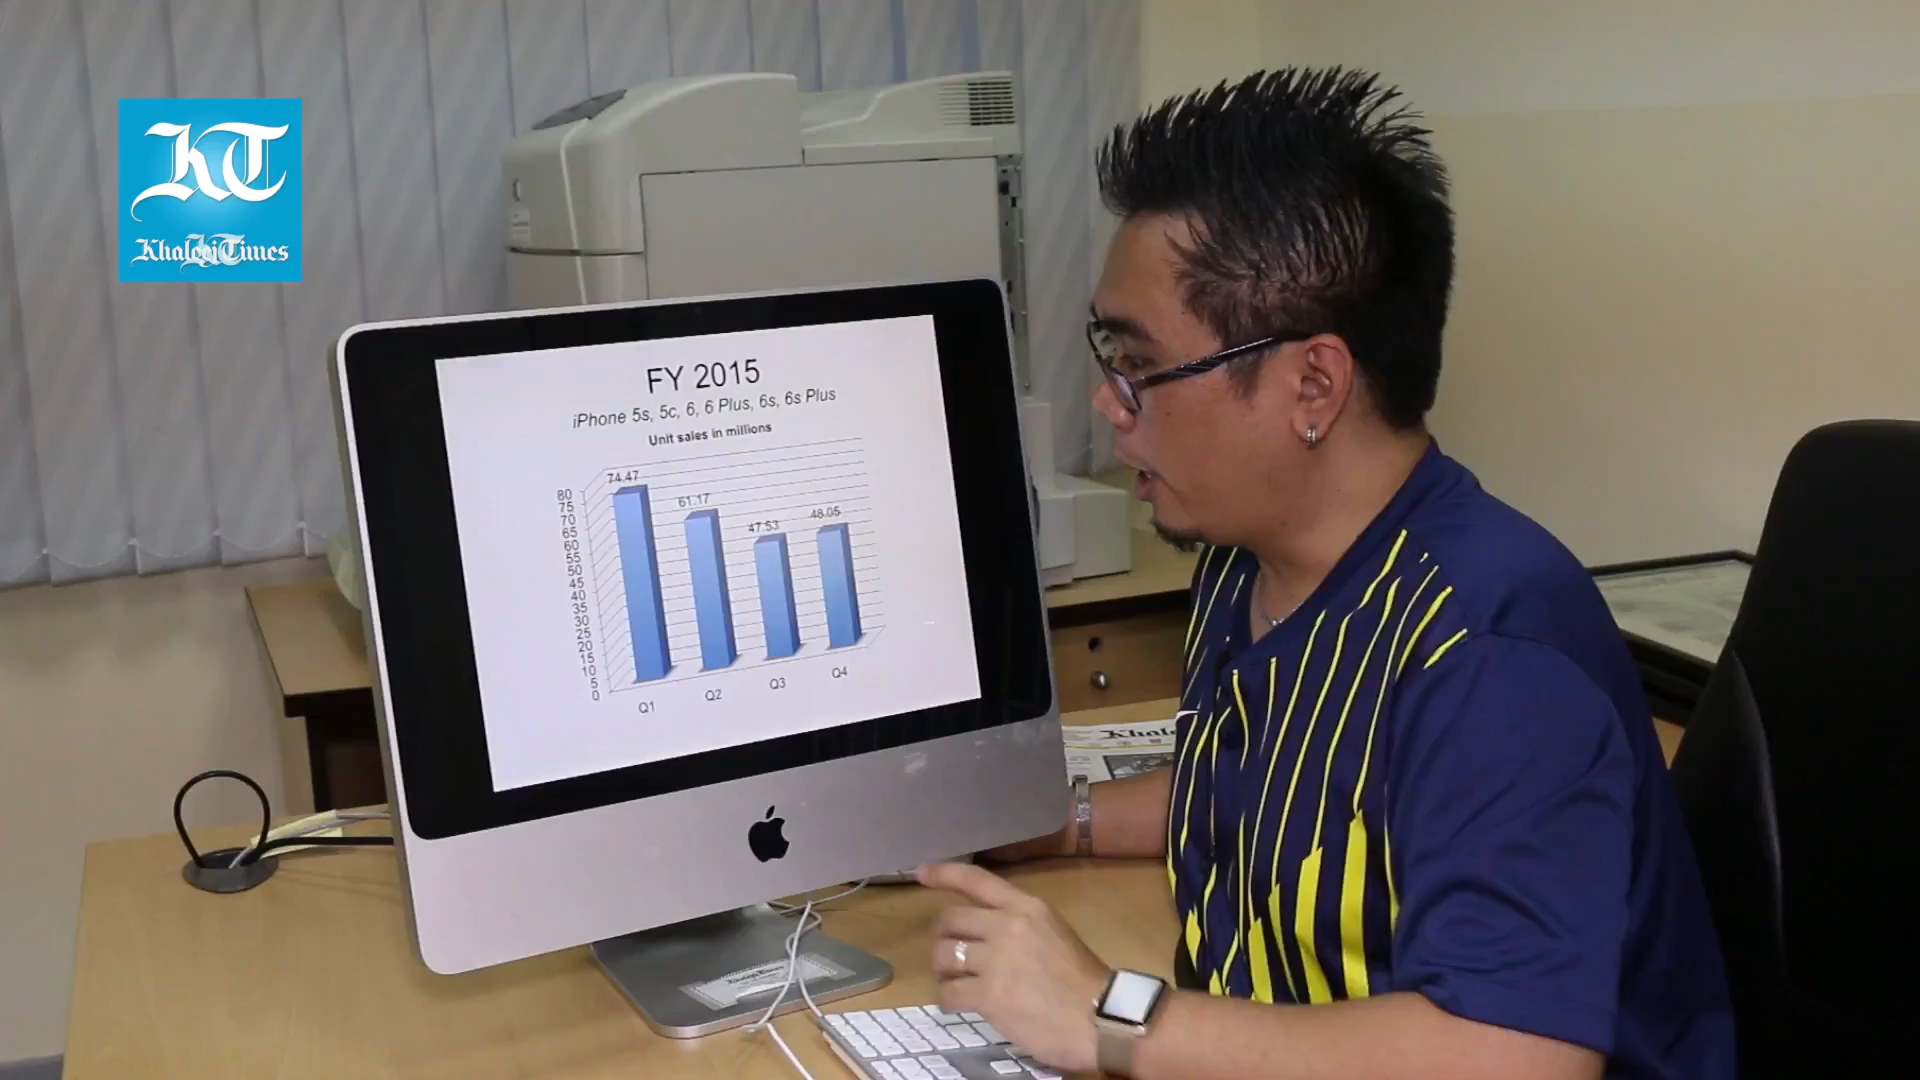 KT
Khaleej Times
FY 2015
iPhone 5s, 5c, 6, 6 Plus, 6s, 6s Plus
Unit sales in millions
74.47
61.17
47.53
48.05
80
75
70
65
60
55
50
45
40
35
30
25
20
15
10
5
0
Q1
Q2
Q3
Q4